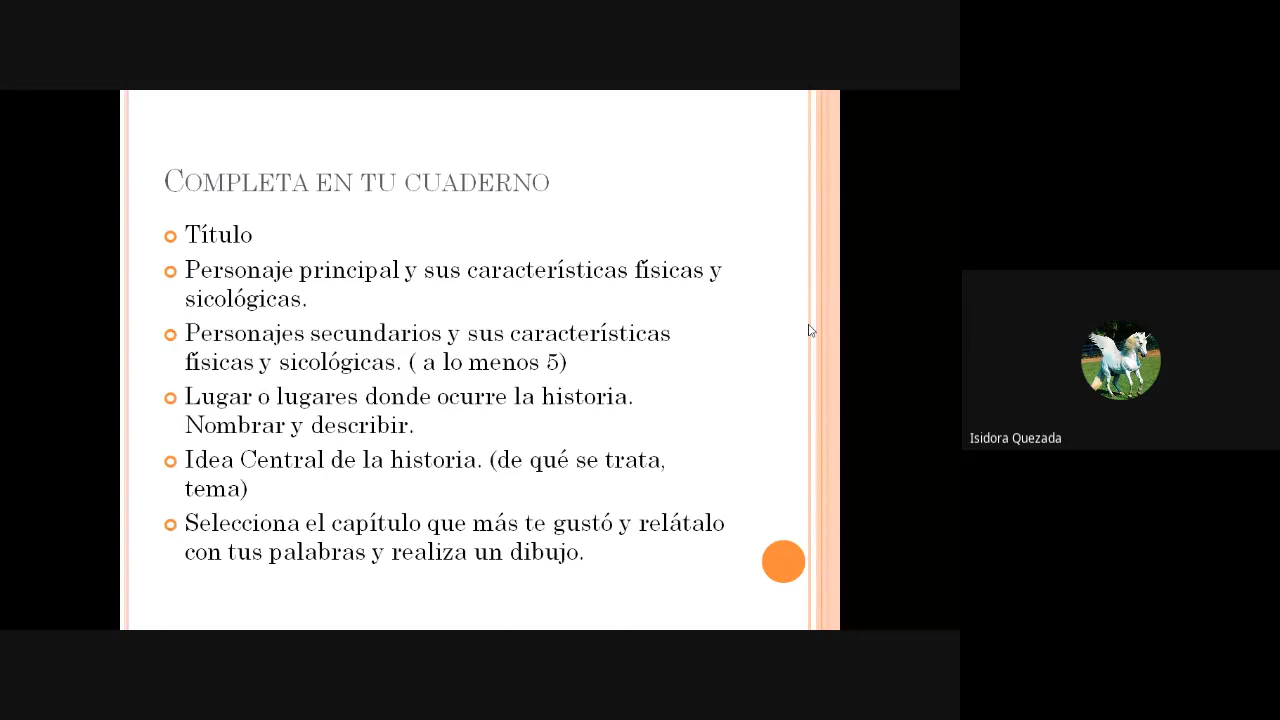 COMPLETA EN TU CUADERNO
Título
Personaje principal y sus características físicas y
sicológicas.
Personajes secundarios y sus características
físicas y sicológicas. ( a lo menos 5)
Lugar o lugares donde ocurre la historia.
Nombrar y describir.
Idea Central de la historia. (de qué se trata,
tema)
Selecciona el capítulo que más te gustó y relátalo
con tus palabras y realiza un dibujo.
Isidora Quezada